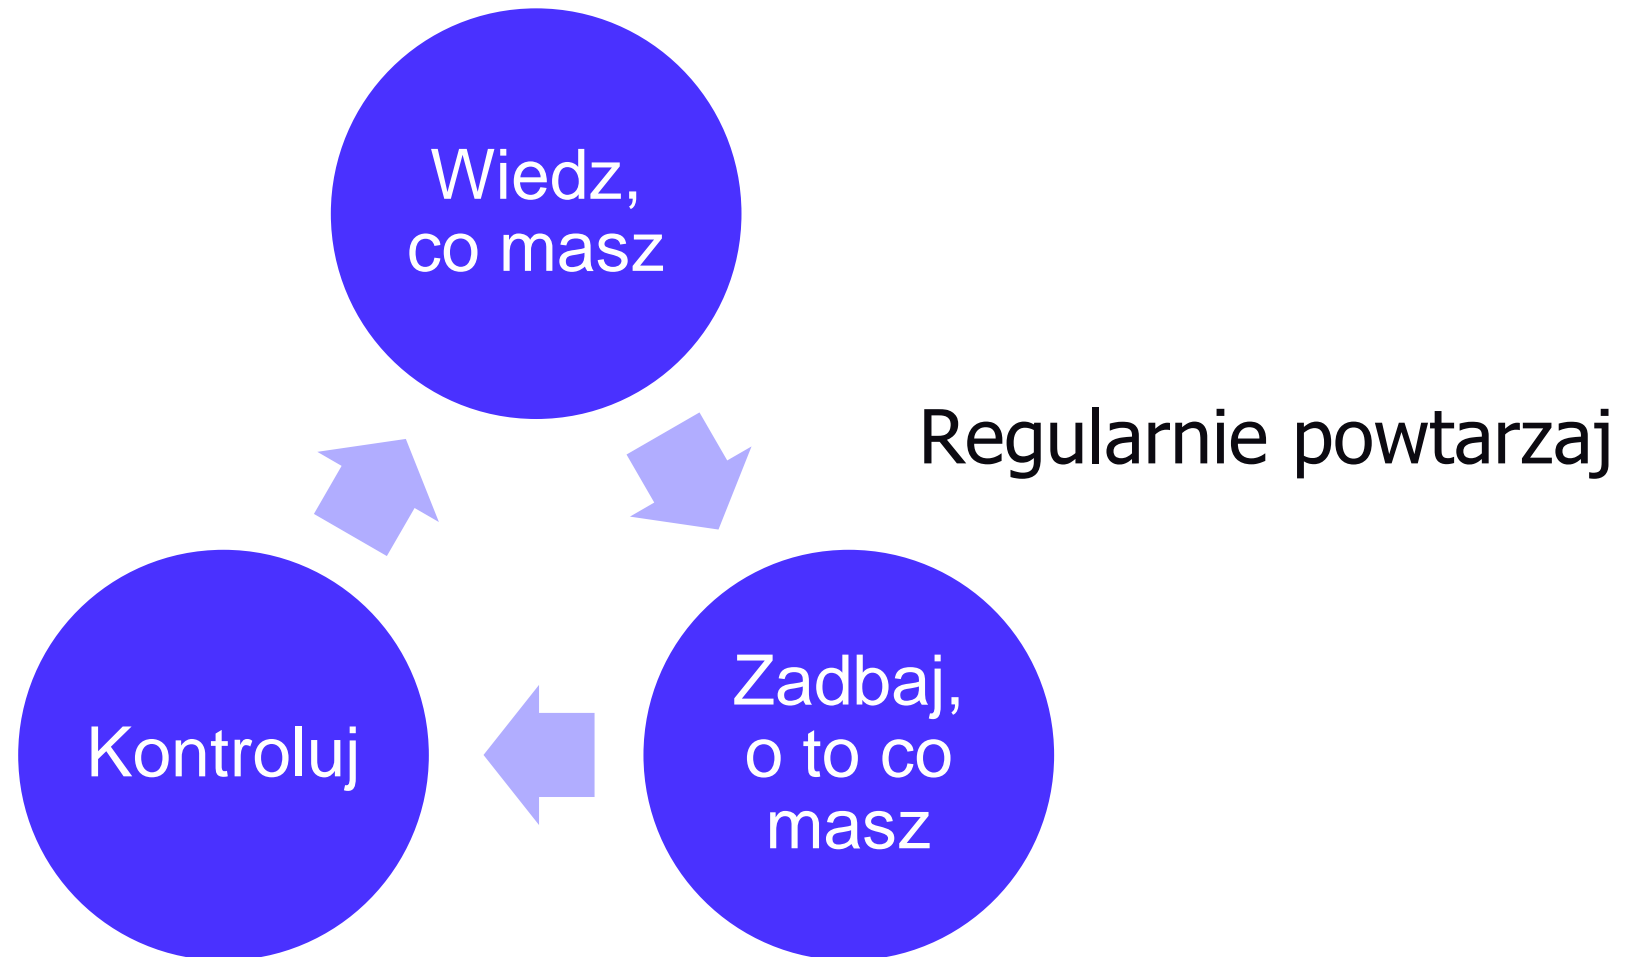 Wiedz,
co masz
Regularnie powtarzaj
Zadbaj,
o to co
masz
Kontroluj